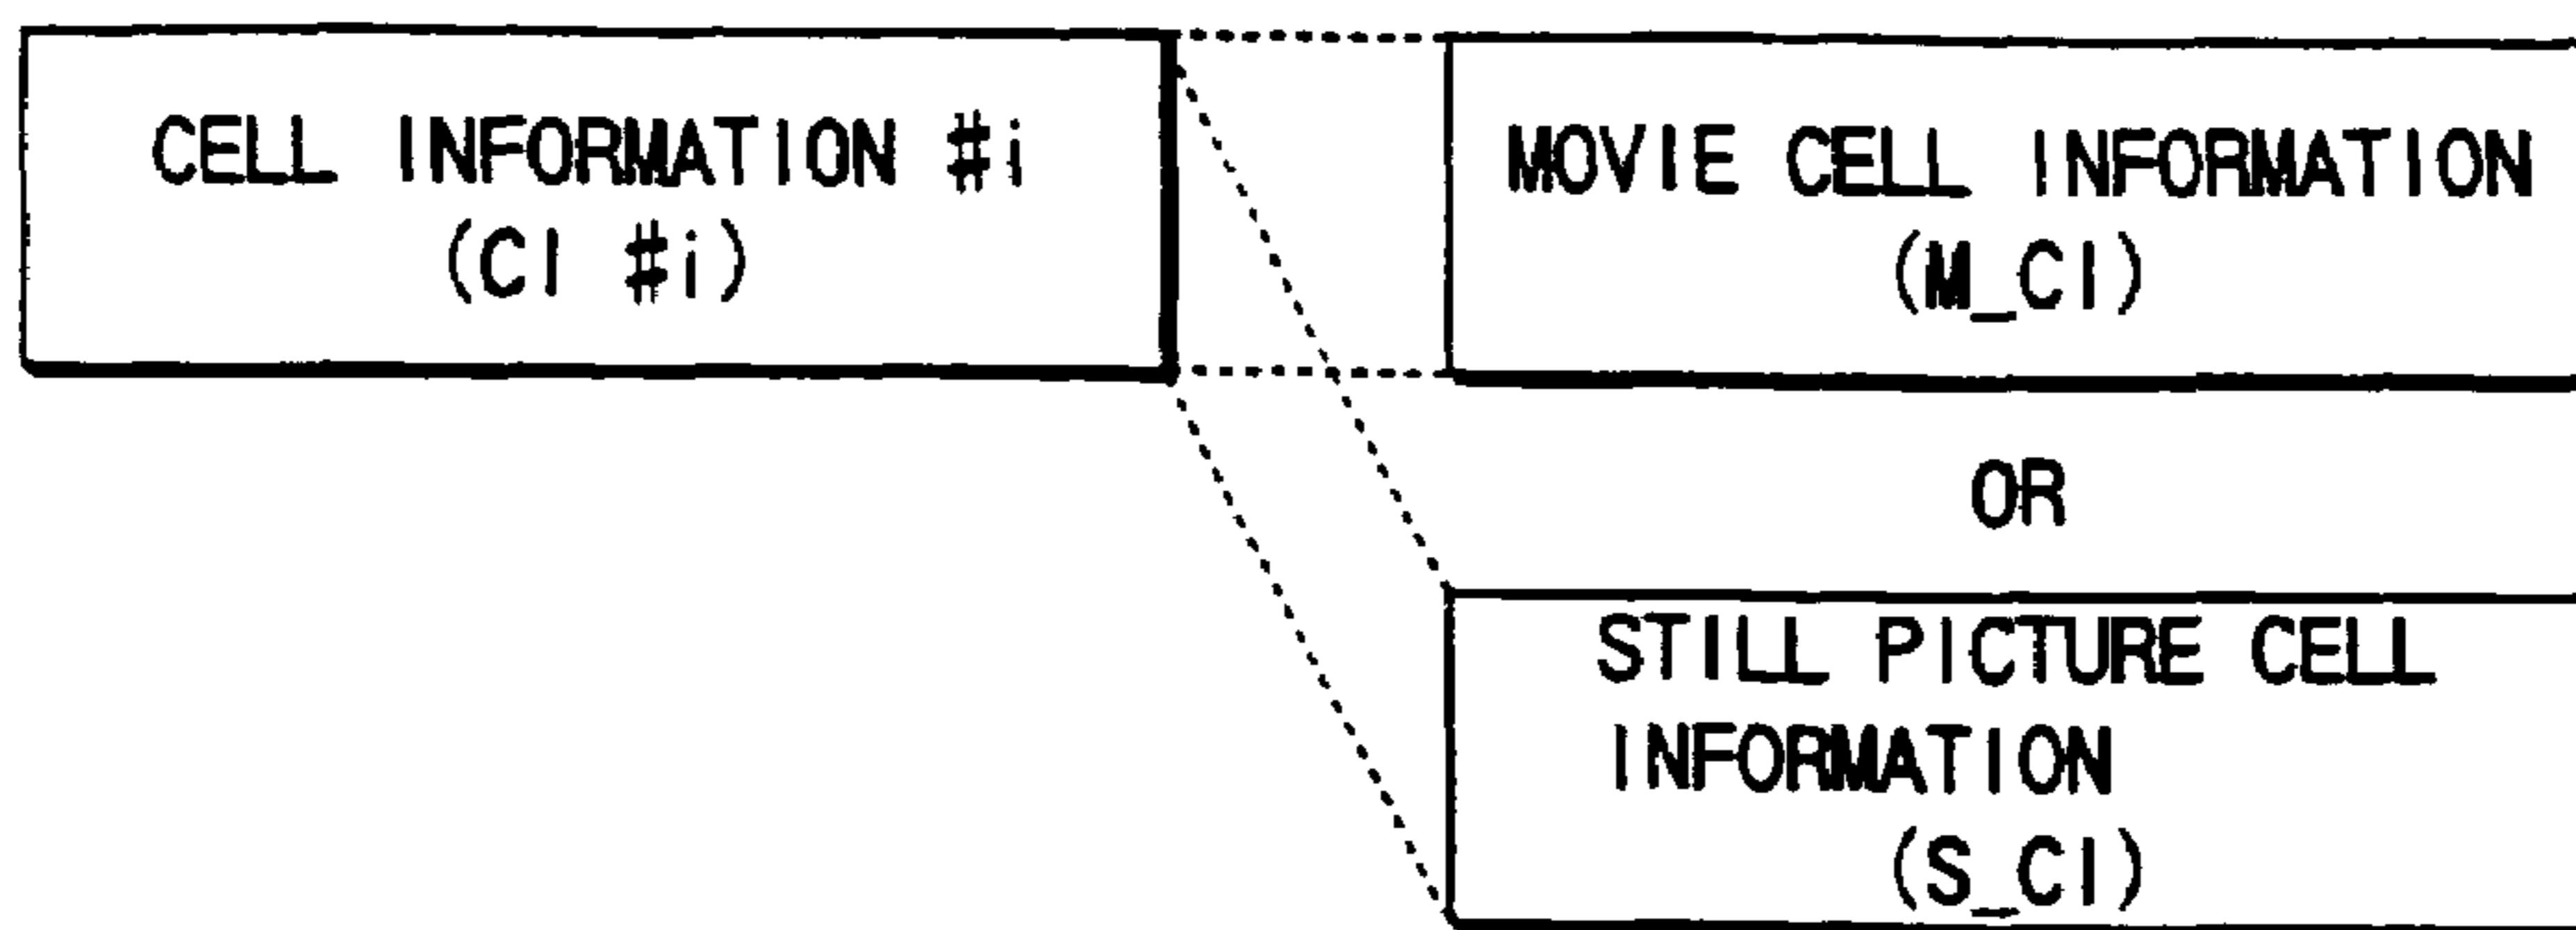 CELL INFORMATION #i
(CI #i)
MOVIE CELL INFORMATION
(M_CI)
OR
STILL PICTURE CELL
INFORMATION
(S_CI)